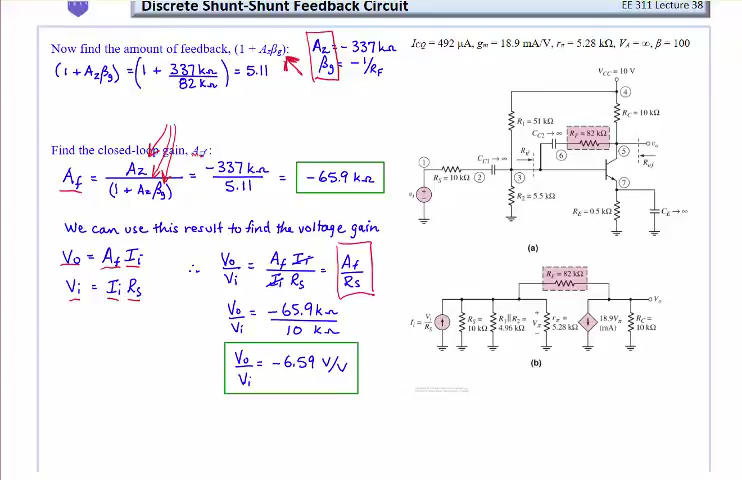 Discrete Shunt-Shunt Feedback Circuit
EE 311 Lecture 38
Now find the amount of feedback, (1 + Azβg):
Az = −337 kΩ
βg = −1/RF
(1 + Azβg) = (1 + 337 kΩ / 82 kΩ) = 5.11
Find the closed-loop gain, Azf:
Af = Az / (1 + Azβg) = −337 kΩ / 5.11 = −65.9 kΩ
We can use this result to find the voltage gain
Vo = Af Ii
Vi = Ii Rs
∴ Vo/Vi = Af Ii / Ii Rs = Af / Rs
Vo/Vi = −65.9 kΩ / 10 kΩ
Vo/Vi = −6.59 V/V
ICQ = 492 μA, gm = 18.9 mA/V, rπ = 5.28 kΩ, VA = ∞, β = 100
VCC = 10 V
4
R1 = 51 kΩ
RC = 10 kΩ
CC2 → ∞
RF = 82 kΩ
vo
6
5
1
CC1 → ∞
Rif
Rof
RS = 10 kΩ
2
3
7
R2 = 5.5 kΩ
RE = 0.5 kΩ
CE → ∞
(a)
RF = 82 kΩ
Vo
Ii = Vi/RS
RS = 10 kΩ
R1||R2 = 4.96 kΩ
+
Vπ
−
rπ = 5.28 kΩ
18.9Vπ (mA)
RC = 10 kΩ
(b)